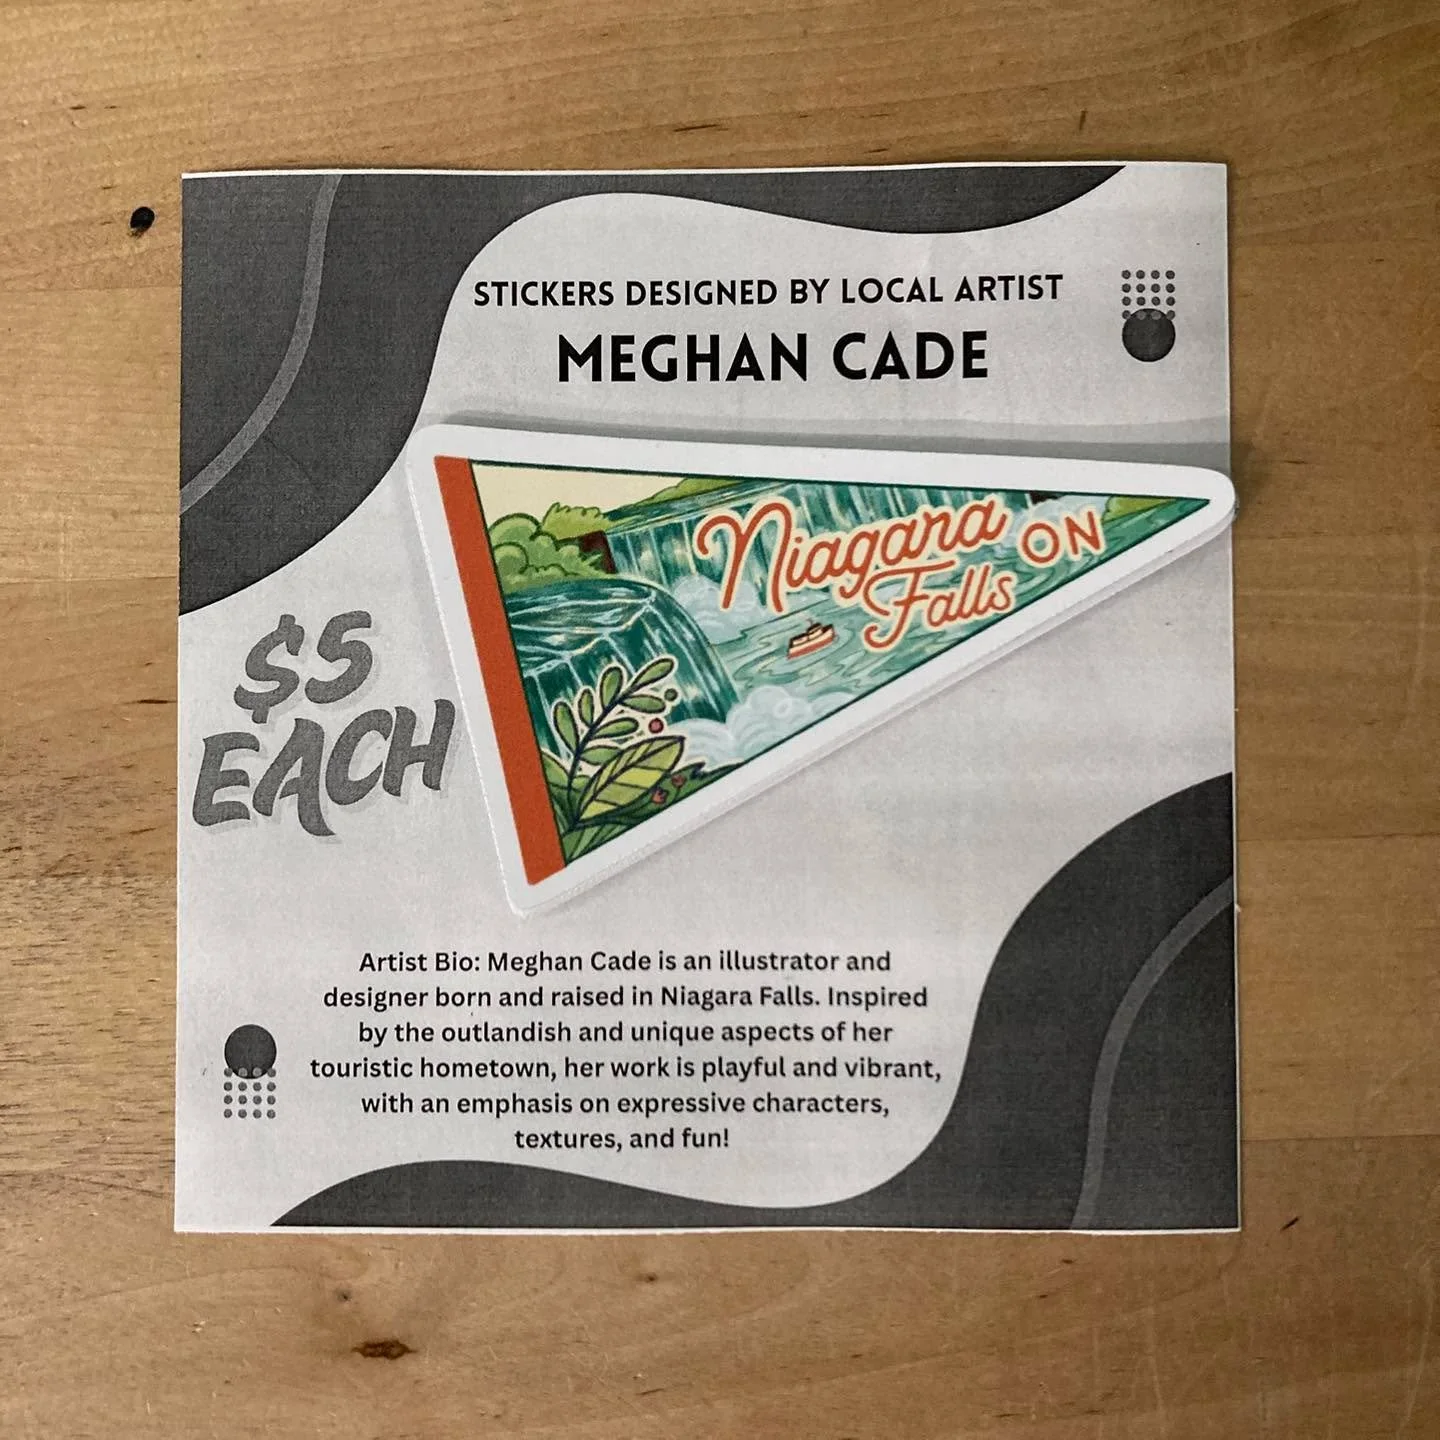 STICKERS DESIGNED BY LOCAL ARTIST
MEGHAN CADE
Niagara
Falls
ON
$5
EACH
Artist Bio: Meghan Cade is an illustrator and
designer born and raised in Niagara Falls. Inspired
by the outlandish and unique aspects of her
touristic hometown, her work is playful and vibrant,
with an emphasis on expressive characters,
textures, and fun!